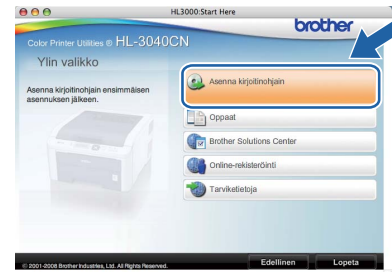 HL3000:Start Here
brother
Color Printer Utilities ® HL-3040CN
Ylin valikko
Asenna kirjoitinohjain ensimmäisen
asennuksen jälkeen.
Asenna kirjoitinohjain
Oppaat
Brother Solutions Center
Online-rekisteröinti
Tarviketietoja
© 2001-2008 Brother Industries, Ltd. All Rights Reserved.
Edellinen
Lopeta